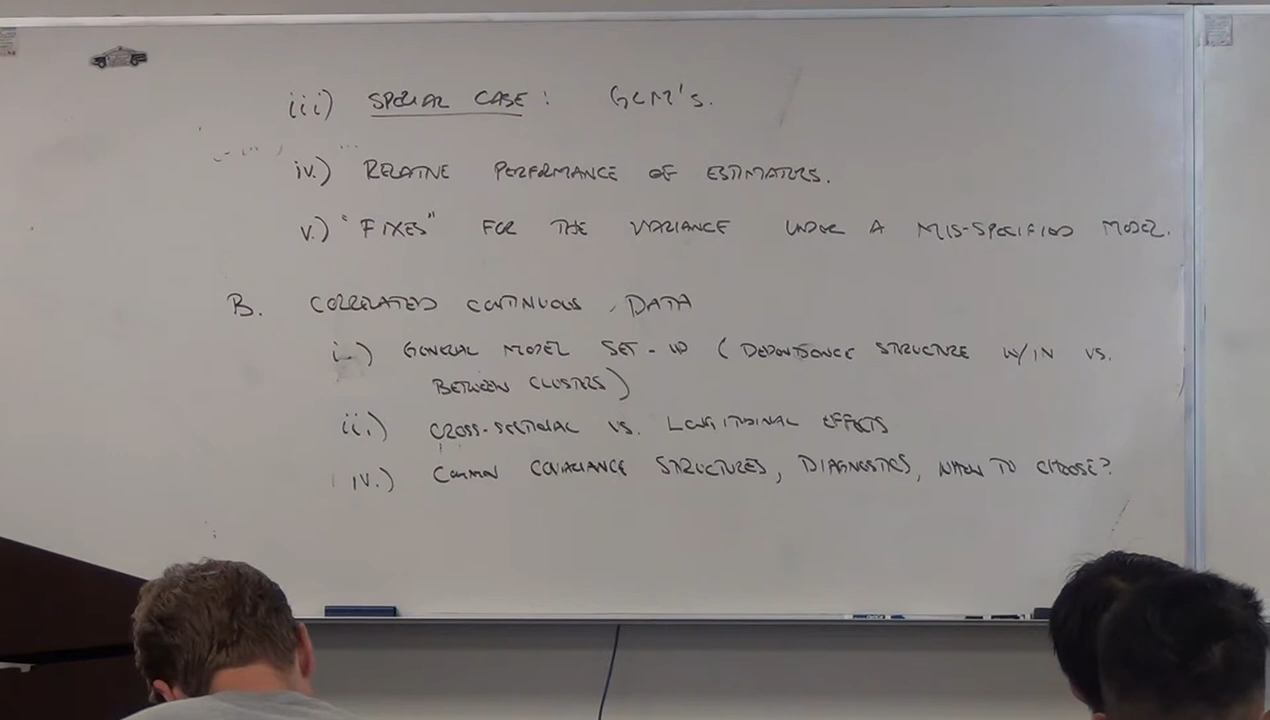 iii) SPECIAL CASE: GLM'S.
iv.) RELATIVE PERFORMANCE OF ESTIMATORS.
v.) "FIXES" FOR THE VARIANCE UNDER A MIS-SPECIFIED MODEL.
B. CORRELATED CONTINUOUS DATA
i.) GENERAL MODEL SET-UP (DEPENDENCE STRUCTURE W/IN VS.
BETWEEN CLUSTERS)
ii.) CROSS-SECTIONAL VS. LONGITUDINAL EFFECTS
iv.) COMMON COVARIANCE STRUCTURES, DIAGNOSTICS, WHEN TO CHOOSE?